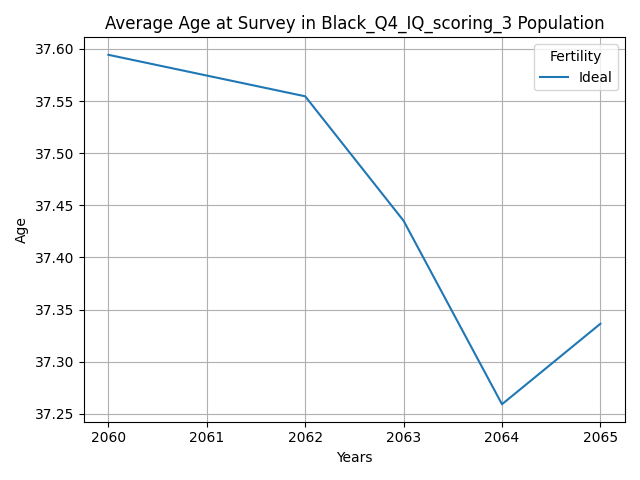 Average Age at Survey in Black_Q4_IQ_scoring_3 Population
Fertility
Ideal
37.60
37.55
37.50
37.45
37.40
37.35
37.30
37.25
Age
2060 2061 2062 2063 2064 2065
Years